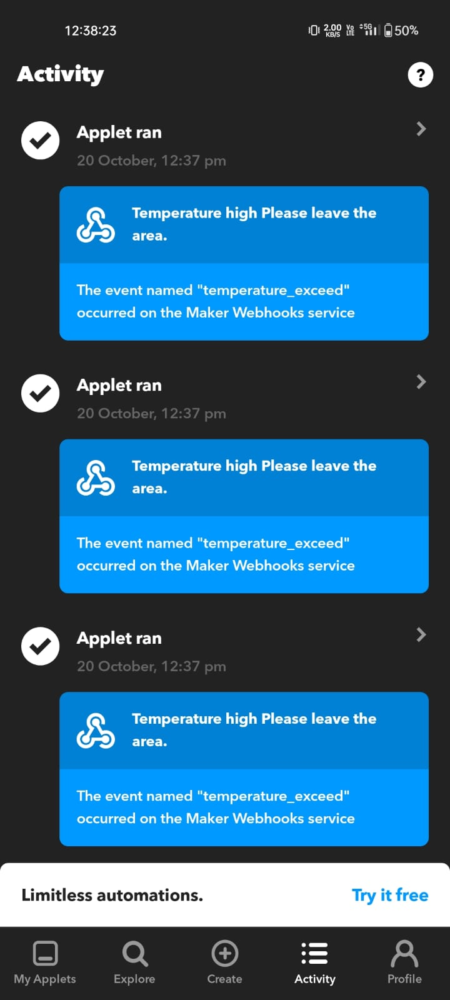 12:38:23 2.00 KB/S Vo LTE 5G 50%
Activity ?
Applet ran
20 October, 12:37 pm
Temperature high Please leave the
area.
The event named "temperature_exceed"
occurred on the Maker Webhooks service
Applet ran
20 October, 12:37 pm
Temperature high Please leave the
area.
The event named "temperature_exceed"
occurred on the Maker Webhooks service
Applet ran
20 October, 12:37 pm
Temperature high Please leave the
area.
The event named "temperature_exceed"
occurred on the Maker Webhooks service
Limitless automations. Try it free
My Applets Explore Create Activity Profile